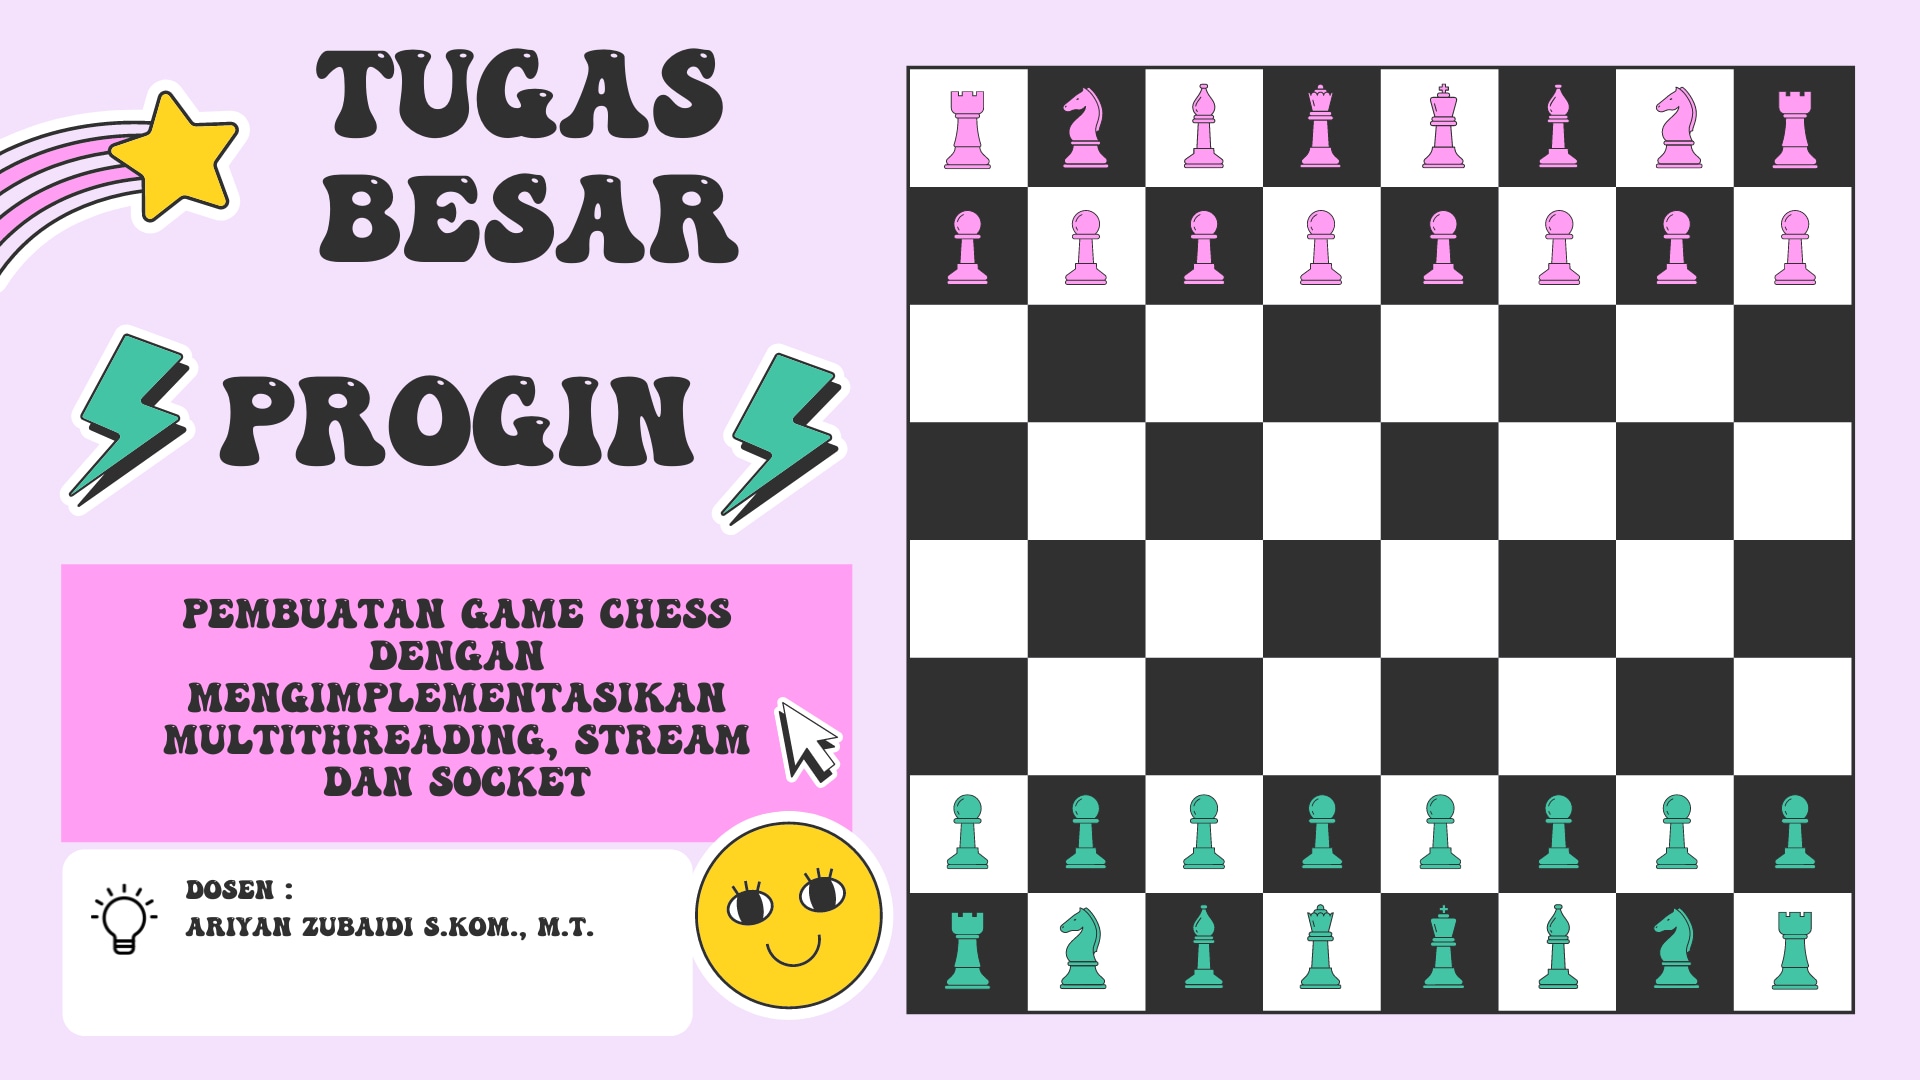 TUGAS
BESAR
PROGIN
PEMBUATAN GAME CHESS
DENGAN
MENGIMPLEMENTASIKAN
MULTITHREADING, STREAM
DAN SOCKET
DOSEN :
ARIYAN ZUBAIDI S.KOM., M.T.